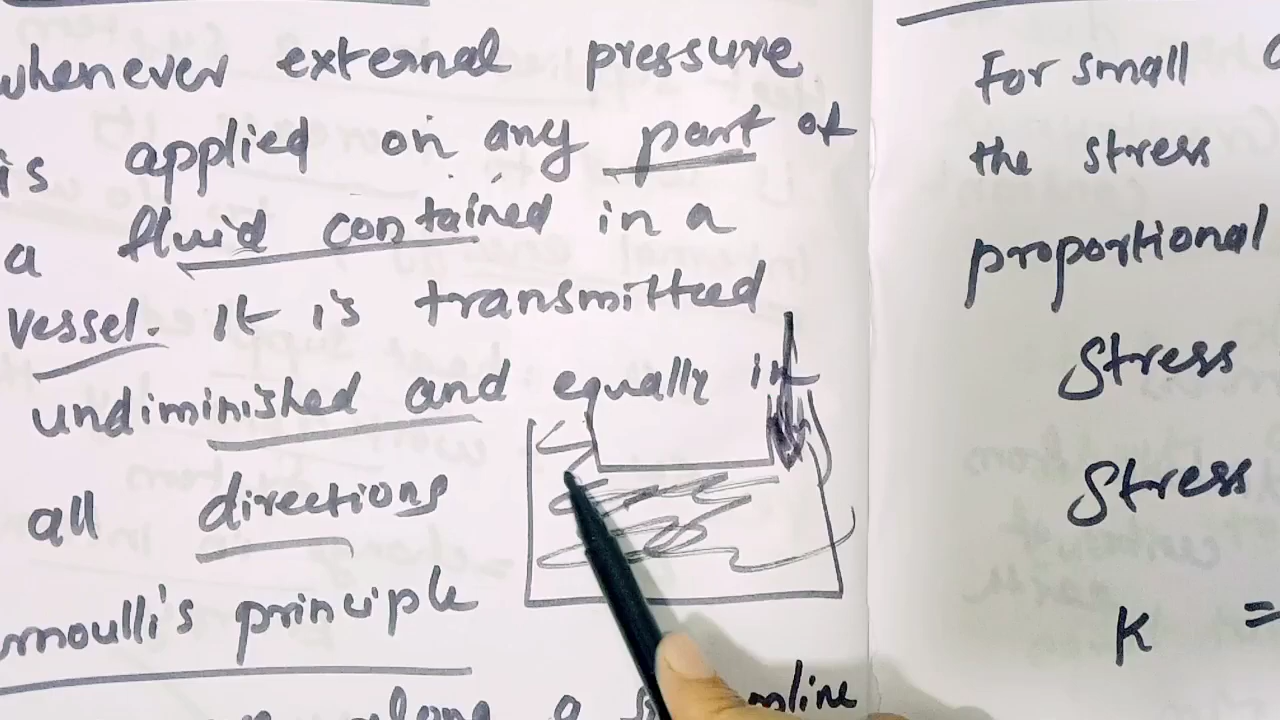 whenever external pressure
is applied on any part of
a fluid contained in a
vessel. It is transmitted
undiminished and equally in
all directions
rnoulli's principle
along a
For small
the stress
proportional
Stress
Stress
K =